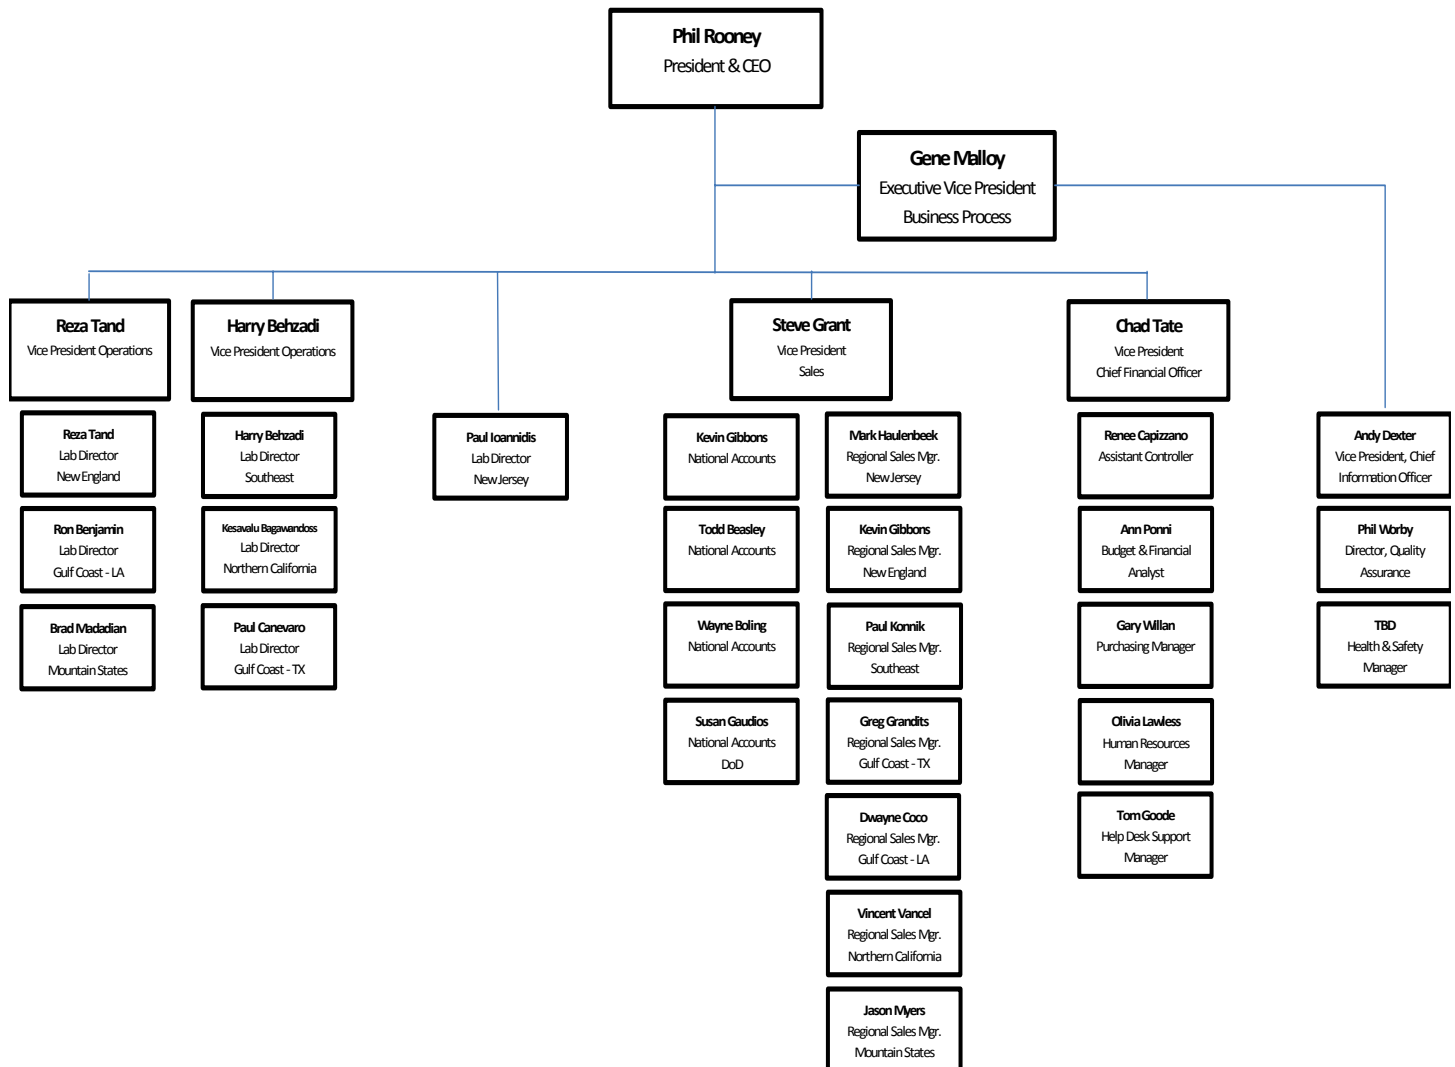 Phil Rooney
President & CEO
Gene Malloy
Executive Vice President
Business Process
Reza Tand
Vice President Operations
Harry Behzadi
Vice President Operations
Steve Grant
Vice President
Sales
Chad Tate
Vice President
Chief Financial Officer
Reza Tand
Lab Director
New England
Ron Benjamin
Lab Director
Gulf Coast - LA
Brad Madadian
Lab Director
Mountain States
Harry Behzadi
Lab Director
Southeast
Kesavalu Bagawandoss
Lab Director
Northern California
Paul Canevaro
Lab Director
Gulf Coast - TX
Paul Ioannidis
Lab Director
New Jersey
Kevin Gibbons
National Accounts
Todd Beasley
National Accounts
Wayne Boling
National Accounts
Susan Gaudios
National Accounts
DoD
Mark Haulenbeek
Regional Sales Mgr.
New Jersey
Kevin Gibbons
Regional Sales Mgr.
New England
Paul Konnik
Regional Sales Mgr.
Southeast
Greg Grandits
Regional Sales Mgr.
Gulf Coast - TX
Dwayne Coco
Regional Sales Mgr.
Gulf Coast - LA
Vincent Vancel
Regional Sales Mgr.
Northern California
Jason Myers
Regional Sales Mgr.
Mountain States
Renee Capizzano
Assistant Controller
Ann Ponni
Budget & Financial
Analyst
Gary Willan
Purchasing Manager
Olivia Lawless
Human Resources
Manager
Tom Goode
Help Desk Support
Manager
Andy Dexter
Vice President, Chief
Information Officer
Phil Worby
Director, Quality
Assurance
TBD
Health & Safety
Manager